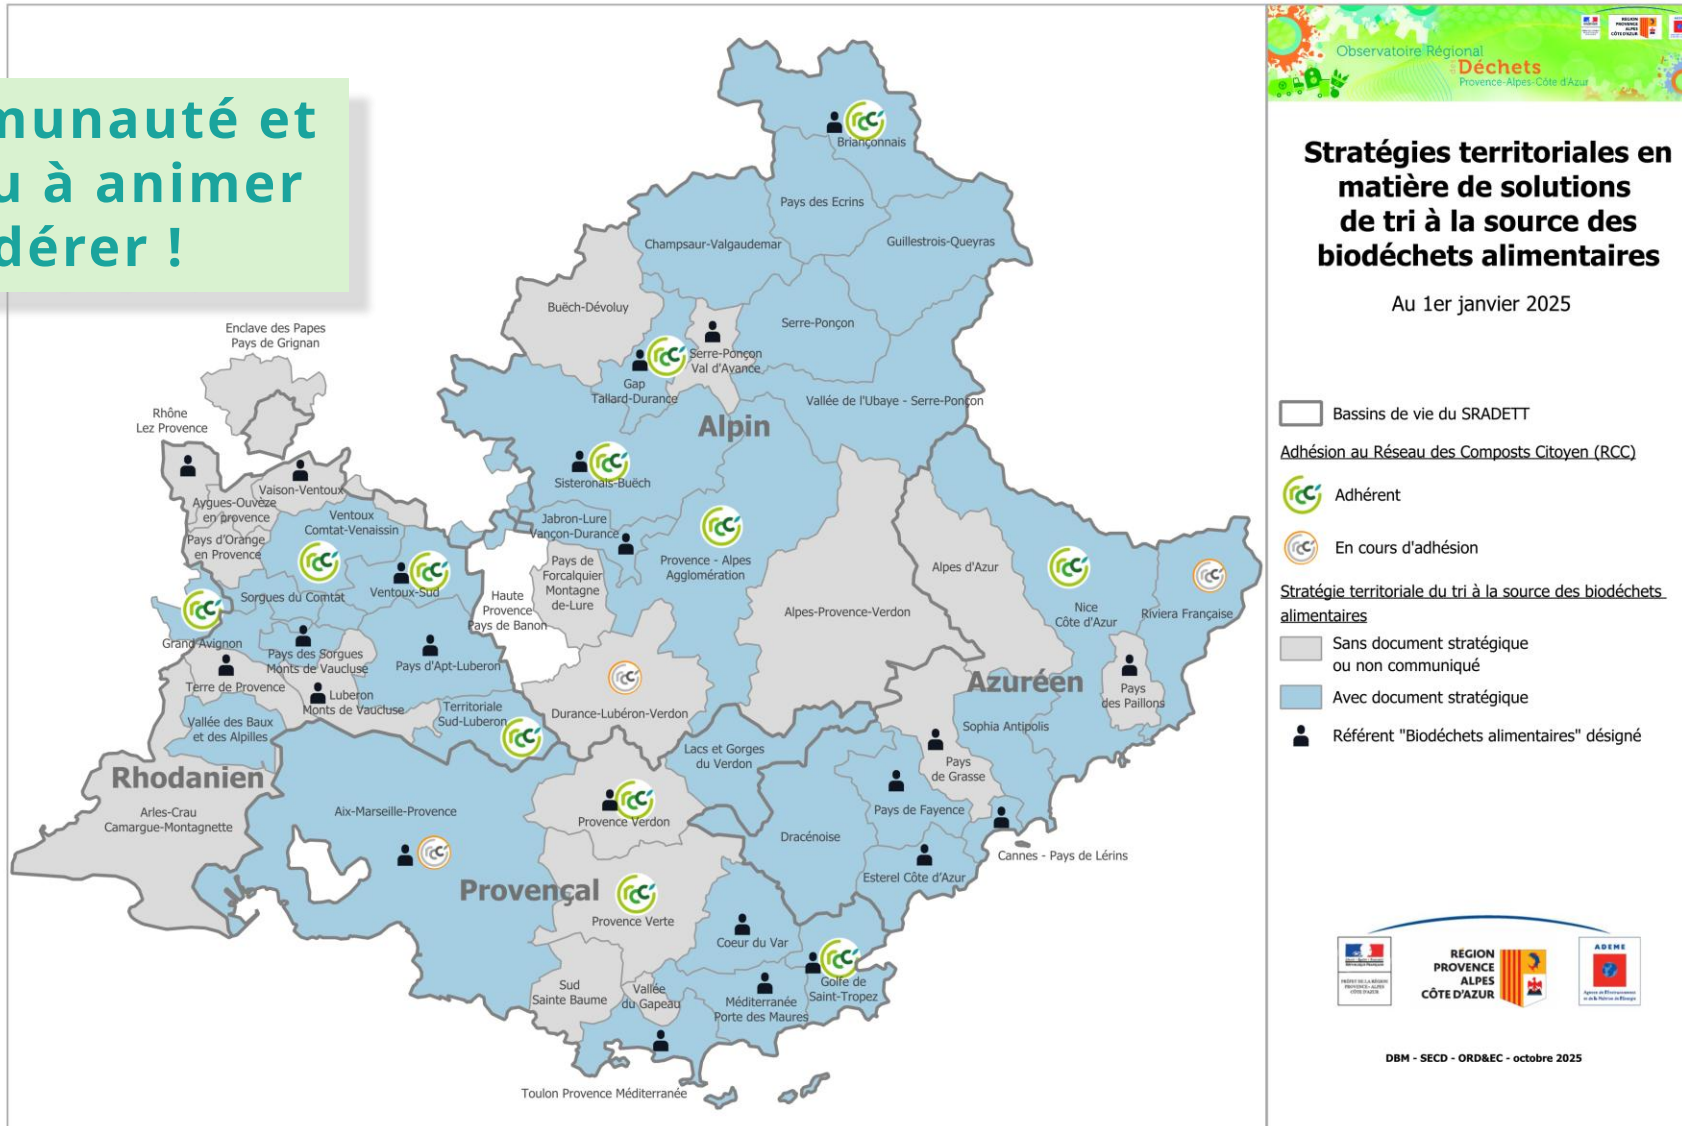 munauté et
u à animer
dérer !
Observatoire Régional
des Déchets
Provence-Alpes-Côte d'Azur
RÉGION
PROVENCE
ALPES
CÔTE D'AZUR
Stratégies territoriales en
matière de solutions
de tri à la source des
biodéchets alimentaires
Au 1er janvier 2025
Bassins de vie du SRADETT
Adhésion au Réseau des Composts Citoyen (RCC)
rcc Adhérent
rcc En cours d'adhésion
Stratégie territoriale du tri à la source des biodéchets
alimentaires
Sans document stratégique
ou non communiqué
Avec document stratégique
Référent "Biodéchets alimentaires" désigné
Briançonnais
Pays des Ecrins
Champsaur-Valgaudemar
Guillestrois-Queyras
Buëch-Dévoluy
Serre-Ponçon
Serre-Ponçon
Val d'Avance
Gap
Tallard-Durance
Vallée de l'Ubaye - Serre-Ponçon
Alpin
Enclave des Papes
Pays de Grignan
Rhône
Lez Provence
Sisteronais-Buëch
Vaison-Ventoux
Aygues-Ouvèze
en provence
Ventoux
Comtat-Venaissin
Jabron-Lure
Vançon-Durance
Pays d'Orange
en Provence
Provence - Alpes
Agglomération
Pays de
Forcalquier
Montagne
de-Lure
Alpes d'Azur
Sorgues du Comtat
Ventoux-Sud
Haute
Provence
Pays de Banon
Alpes-Provence-Verdon
Nice
Côte d'Azur
Riviera Française
Grand Avignon
Pays des Sorgues
Monts de Vaucluse
Pays d'Apt-Luberon
Terre de Provence
Luberon
Monts de Vaucluse
Azuréen
Pays
des Paillons
Vallée des Baux
et des Alpilles
Territoriale
Sud-Luberon
Durance-Lubéron-Verdon
Sophia Antipolis
Lacs et Gorges
du Verdon
Pays
de Grasse
Rhodanien
Arles-Crau
Camargue-Montagnette
Aix-Marseille-Provence
Provence Verdon
Pays de Fayence
Dracénoise
Cannes - Pays de Lérins
Esterel Côte d'Azur
Provençal
Provence Verte
Coeur du Var
Sud
Sainte Baume
Vallée
du Gapeau
Méditerranée
Porte des Maures
Golfe de
Saint-Tropez
Toulon Provence Méditerranée
RÉGION
PROVENCE
ALPES
CÔTE D'AZUR
ADEME
DBM - SECD - ORD&EC - octobre 2025